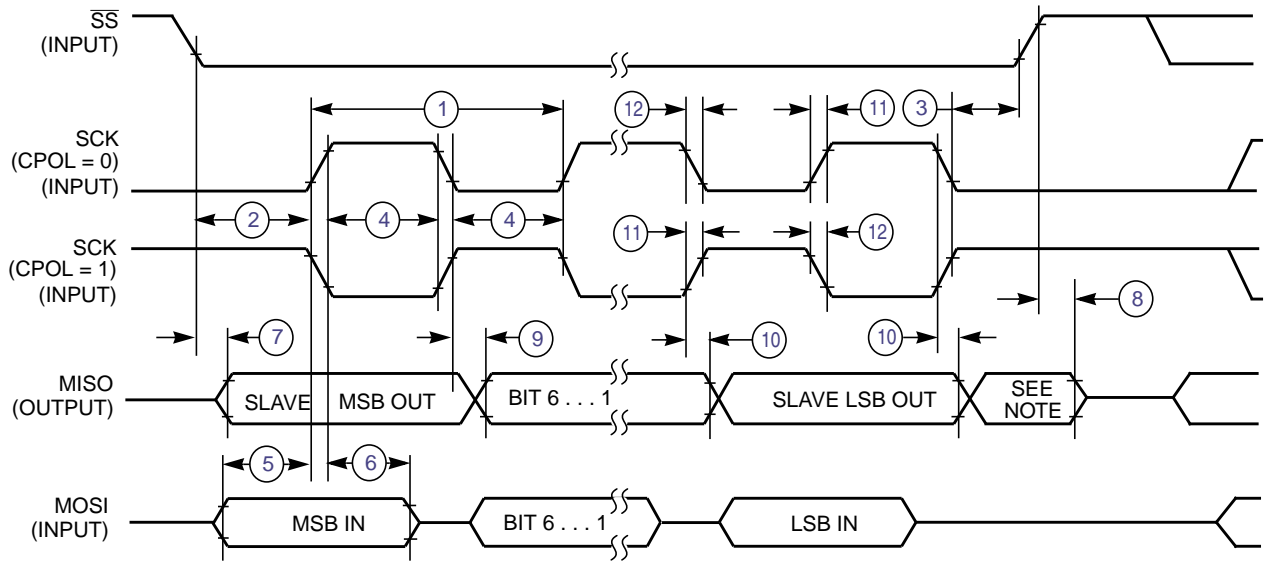 SS
(INPUT)
1
12
11
3
SCK
(CPOL = 0)
(INPUT)
2
4
4
SCK
(CPOL = 1)
(INPUT)
11
12
7
9
10
10
8
MISO
(OUTPUT)
SLAVE MSB OUT
BIT 6 . . . 1
SLAVE LSB OUT
SEE
NOTE
5
6
MOSI
(INPUT)
MSB IN
BIT 6 . . . 1
LSB IN